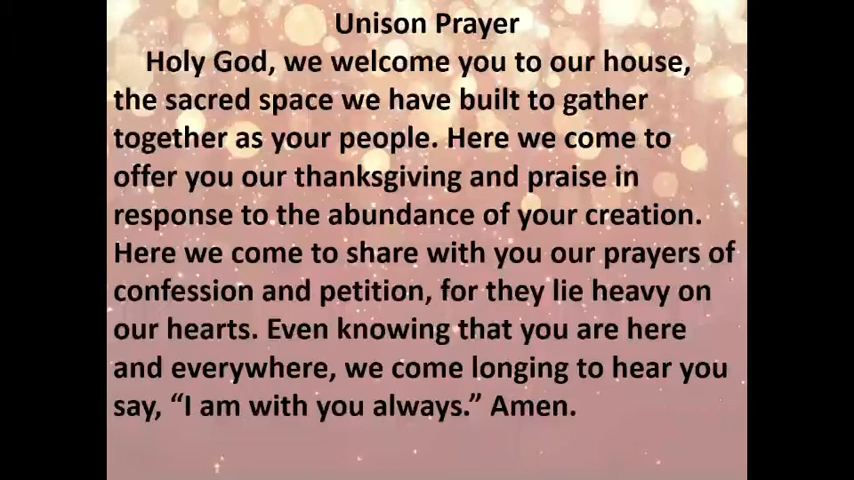 Unison Prayer
Holy God, we welcome you to our house,
the sacred space we have built to gather
together as your people. Here we come to
offer you our thanksgiving and praise in
response to the abundance of your creation.
Here we come to share with you our prayers of
confession and petition, for they lie heavy on
our hearts. Even knowing that you are here
and everywhere, we come longing to hear you
say, “I am with you always.” Amen.